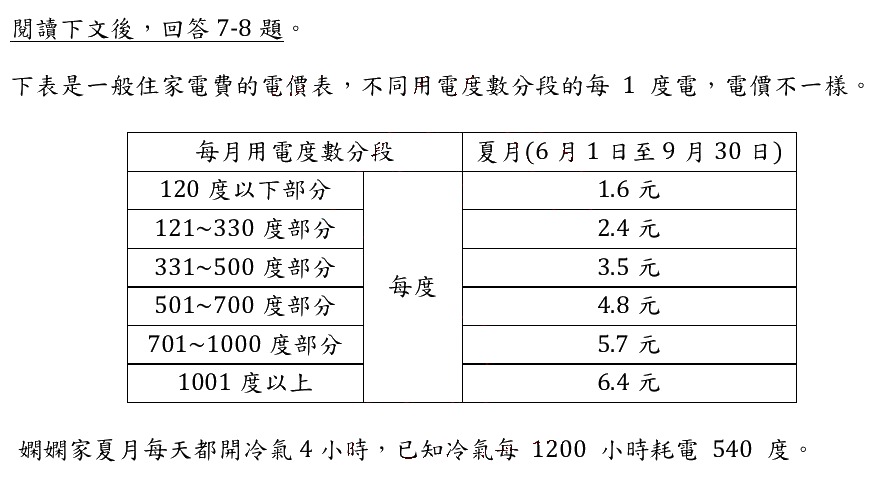 閱讀下文後，回答 7-8 題。
下表是一般住家電費的電價表，不同用電度數分段的每 1 度電，電價不一樣。
每月用電度數分段 夏月(6 月 1 日至 9 月 30 日)
120 度以下部分 1.6 元
121~330 度部分 2.4 元
331~500 度部分 3.5 元
每度
501~700 度部分 4.8 元
701~1000 度部分 5.7 元
1001 度以上 6.4 元
嫻嫻家夏月每天都開冷氣 4 小時，已知冷氣每 1200 小時耗電 540 度。